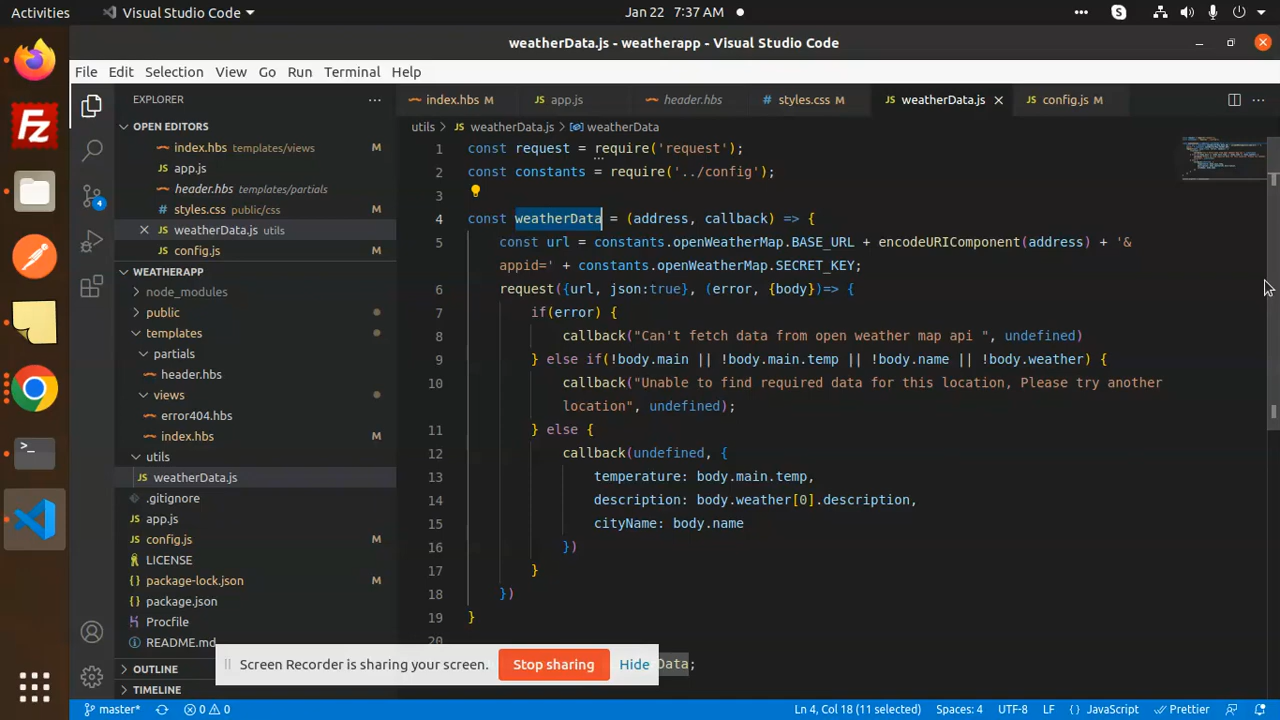 Activities
Visual Studio Code
Jan 22 7:37 AM
weatherData.js - weatherapp - Visual Studio Code
File Edit Selection View Go Run Terminal Help
EXPLORER
OPEN EDITORS
index.hbs templates/views M
app.js
header.hbs templates/partials
styles.css public/css M
weatherData.js utils
config.js M
WEATHERAPP
node_modules
public
templates
partials
header.hbs
views
error404.hbs
index.hbs M
utils
weatherData.js
.gitignore
app.js
config.js M
LICENSE
package-lock.json M
package.json
Procfile
README.md
OUTLINE
TIMELINE
index.hbs M app.js header.hbs styles.css M weatherData.js config.js M
utils > weatherData.js > weatherData
1 const request = require('request');
2 const constants = require('../config');
3
4 const weatherData = (address, callback) => {
5 const url = constants.openWeatherMap.BASE_URL + encodeURIComponent(address) + '&
appid=' + constants.openWeatherMap.SECRET_KEY;
6 request({url, json:true}, (error, {body})=> {
7 if(error) {
8 callback("Can't fetch data from open weather map api ", undefined)
9 } else if(!body.main || !body.main.temp || !body.name || !body.weather) {
10 callback("Unable to find required data for this location, Please try another
location", undefined);
11 } else {
12 callback(undefined, {
13 temperature: body.main.temp,
14 description: body.weather[0].description,
15 cityName: body.name
16 })
17 }
18 })
19 }
20
Data;
Screen Recorder is sharing your screen. Stop sharing Hide
4
master* 0 0 Ln 4, Col 18 (11 selected) Spaces: 4 UTF-8 LF { } JavaScript Prettier